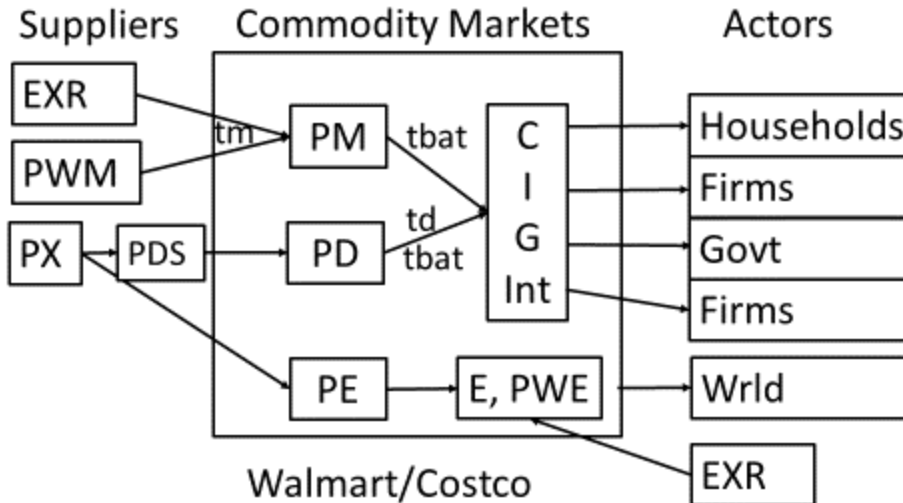 Suppliers
Commodity Markets
Actors
EXR
tm
PM
tbat
C
Households
PWM
I
Firms
PX
PDS
PD
td
tbat
G
Govt
Int
Firms
PE
E, PWE
Wrld
Walmart/Costco
EXR